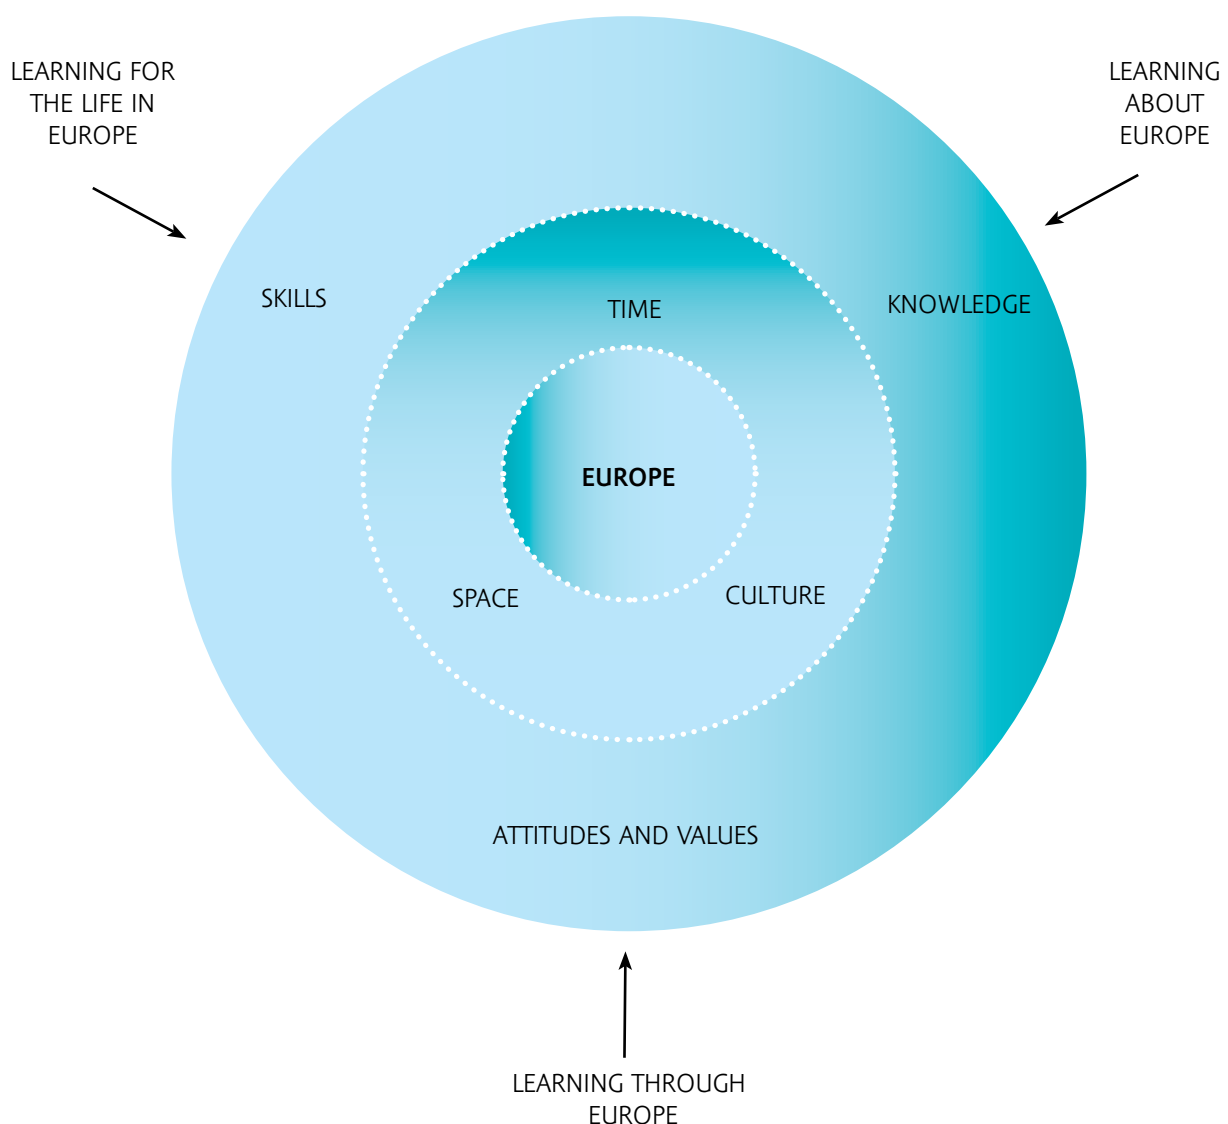 LEARNING FOR
THE LIFE IN
EUROPE
LEARNING
ABOUT
EUROPE
SKILLS
TIME
KNOWLEDGE
EUROPE
SPACE
CULTURE
ATTITUDES AND VALUES
LEARNING THROUGH
EUROPE